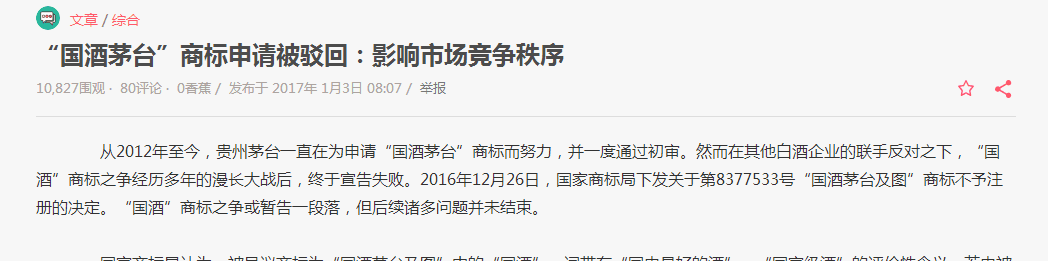 文章 / 综合
“国酒茅台”商标申请被驳回：影响市场竞争秩序
10,827围观 · 80评论 · 0香蕉 / 发布于 2017年 1月3日 08:07 / 举报
从2012年至今，贵州茅台一直在为申请“国酒茅台”商标而努力，并一度通过初审。然而在其他白酒企业的联手反对之下，“国
酒”商标之争经历多年的漫长大战后，终于宣告失败。2016年12月26日，国家商标局下发关于第8377533号“国酒茅台及图”商标不予注
册的决定。“国酒”商标之争或暂告一段落，但后续诸多问题并未结束。